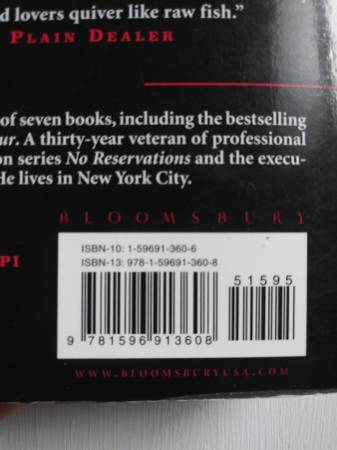 d lovers quiver like raw fish."
PLAIN DEALER
of seven books, including the bestselling
ur. A thirty-year veteran of professional
on series No Reservations and the execu-
He lives in New York City.
BLOOMSBURY
PI
ISBN-10: 1-59691-360-6
ISBN-13: 978-1-59691-360-8
51595
9 781596 913608
WWW.BLOOMSBURYUSA.COM